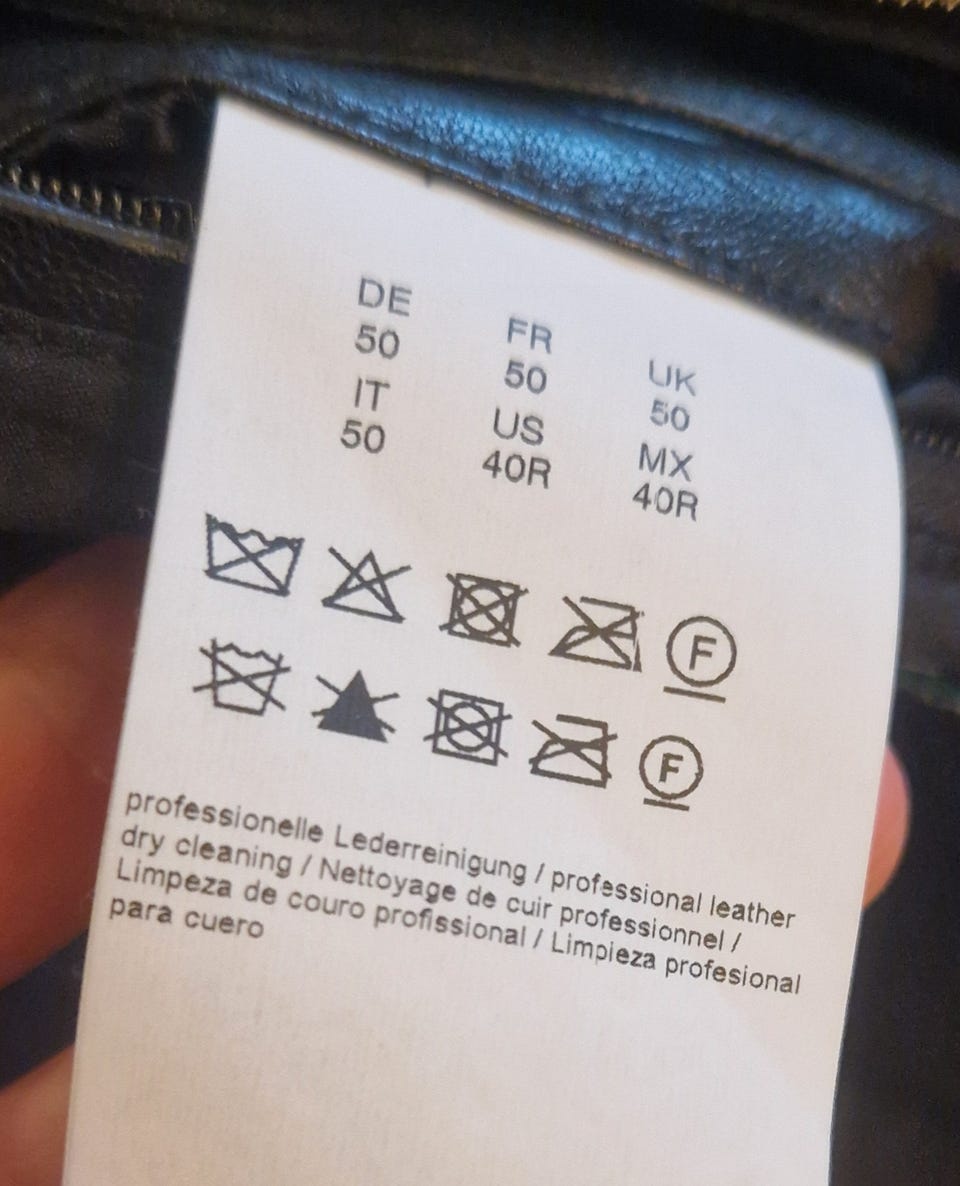 DE FR UK
50 50 50
IT US MX
50 40R 40R
F
F
professionelle Lederreinigung / professional leather
dry cleaning / Nettoyage de cuir professionnel /
Limpeza de couro profissional / Limpieza profesional
para cuero